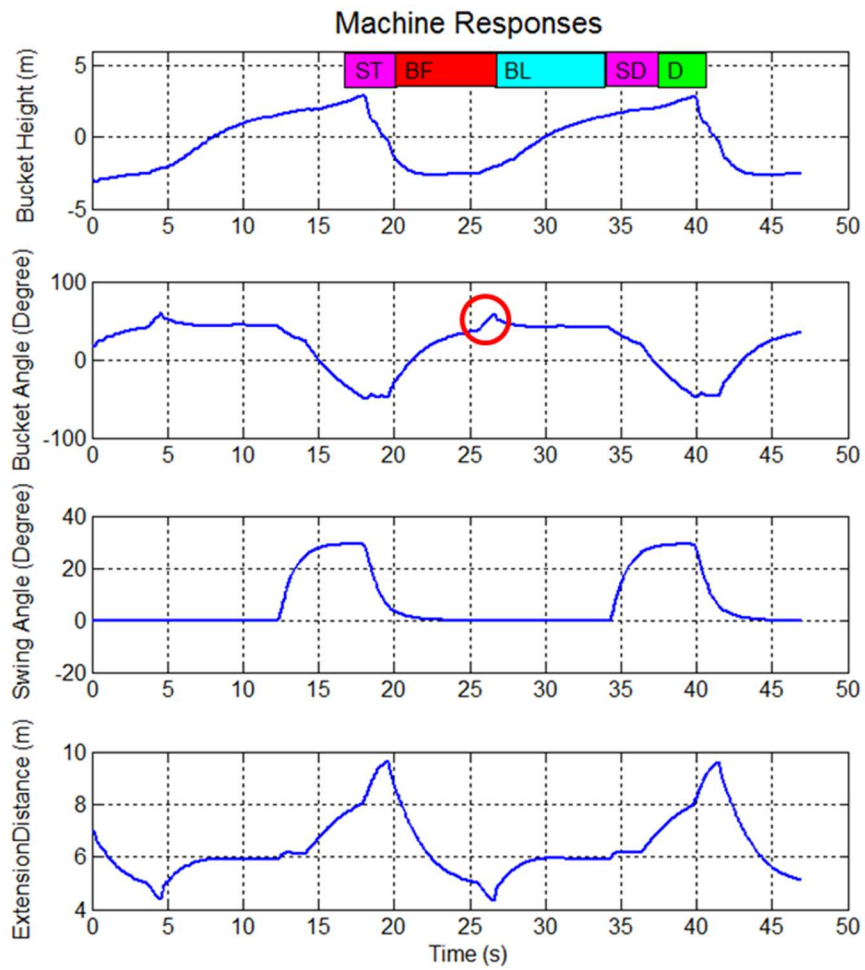 Machine Responses
Bucket Height (m)
5
0
-5
ST BF BL SD D
0 5 10 15 20 25 30 35 40 45 50
Bucket Angle (Degree)
100
0
-100
0 5 10 15 20 25 30 35 40 45 50
Swing Angle (Degree)
40
20
0
-20
0 5 10 15 20 25 30 35 40 45 50
ExtensionDistance (m)
10
8
6
4
0 5 10 15 20 25 30 35 40 45 50
Time (s)